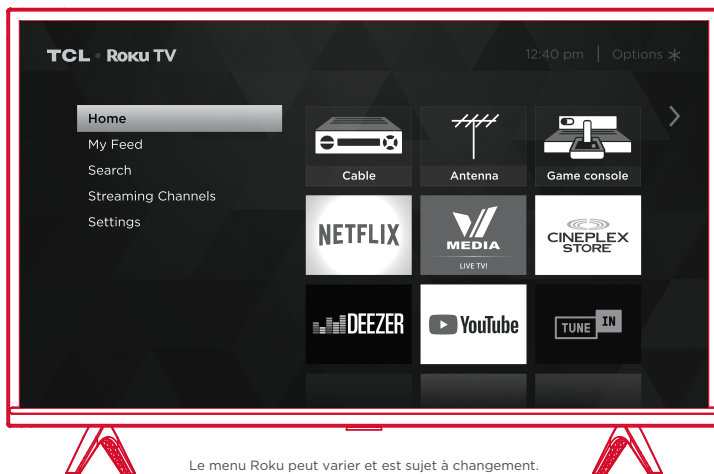 TCL • Roku TV
12:40 pm | Options *
Home
My Feed
Search
Streaming Channels
Settings
Cable
Antenna
Game console
NETFLIX
MEDIA
LIVE TV!
CINEPLEX
STORE
DEEZER
YouTube
TUNE IN
Le menu Roku peut varier et est sujet à changement.